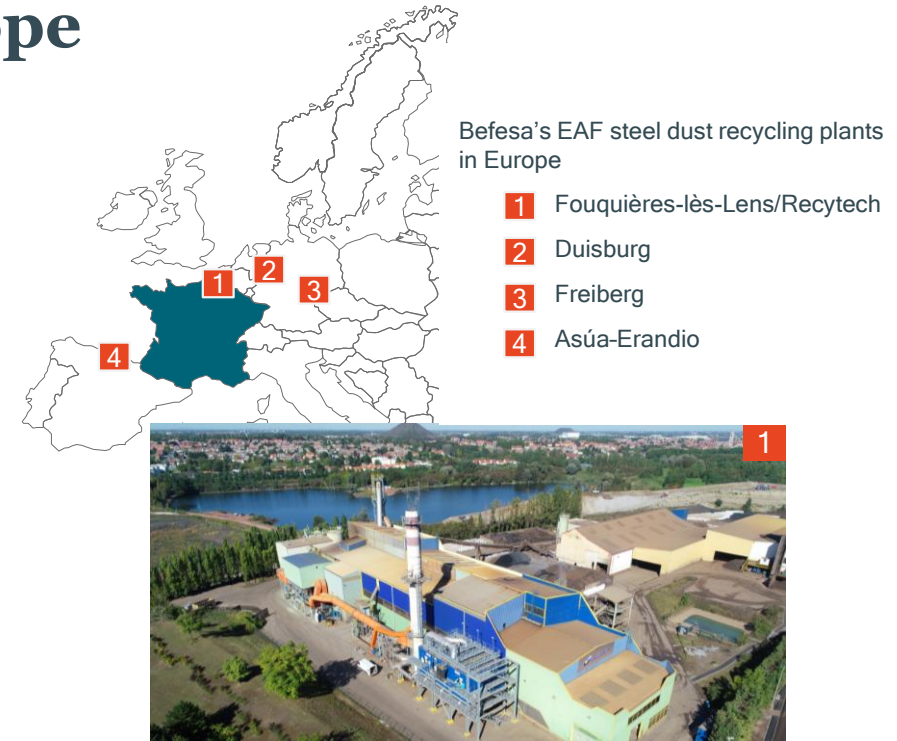 ope
Befesa’s EAF steel dust recycling plants
in Europe
1 Fouquières-lès-Lens/Recytech
2 Duisburg
3 Freiberg
4 Asúa-Erandio
2
1
3
4
1